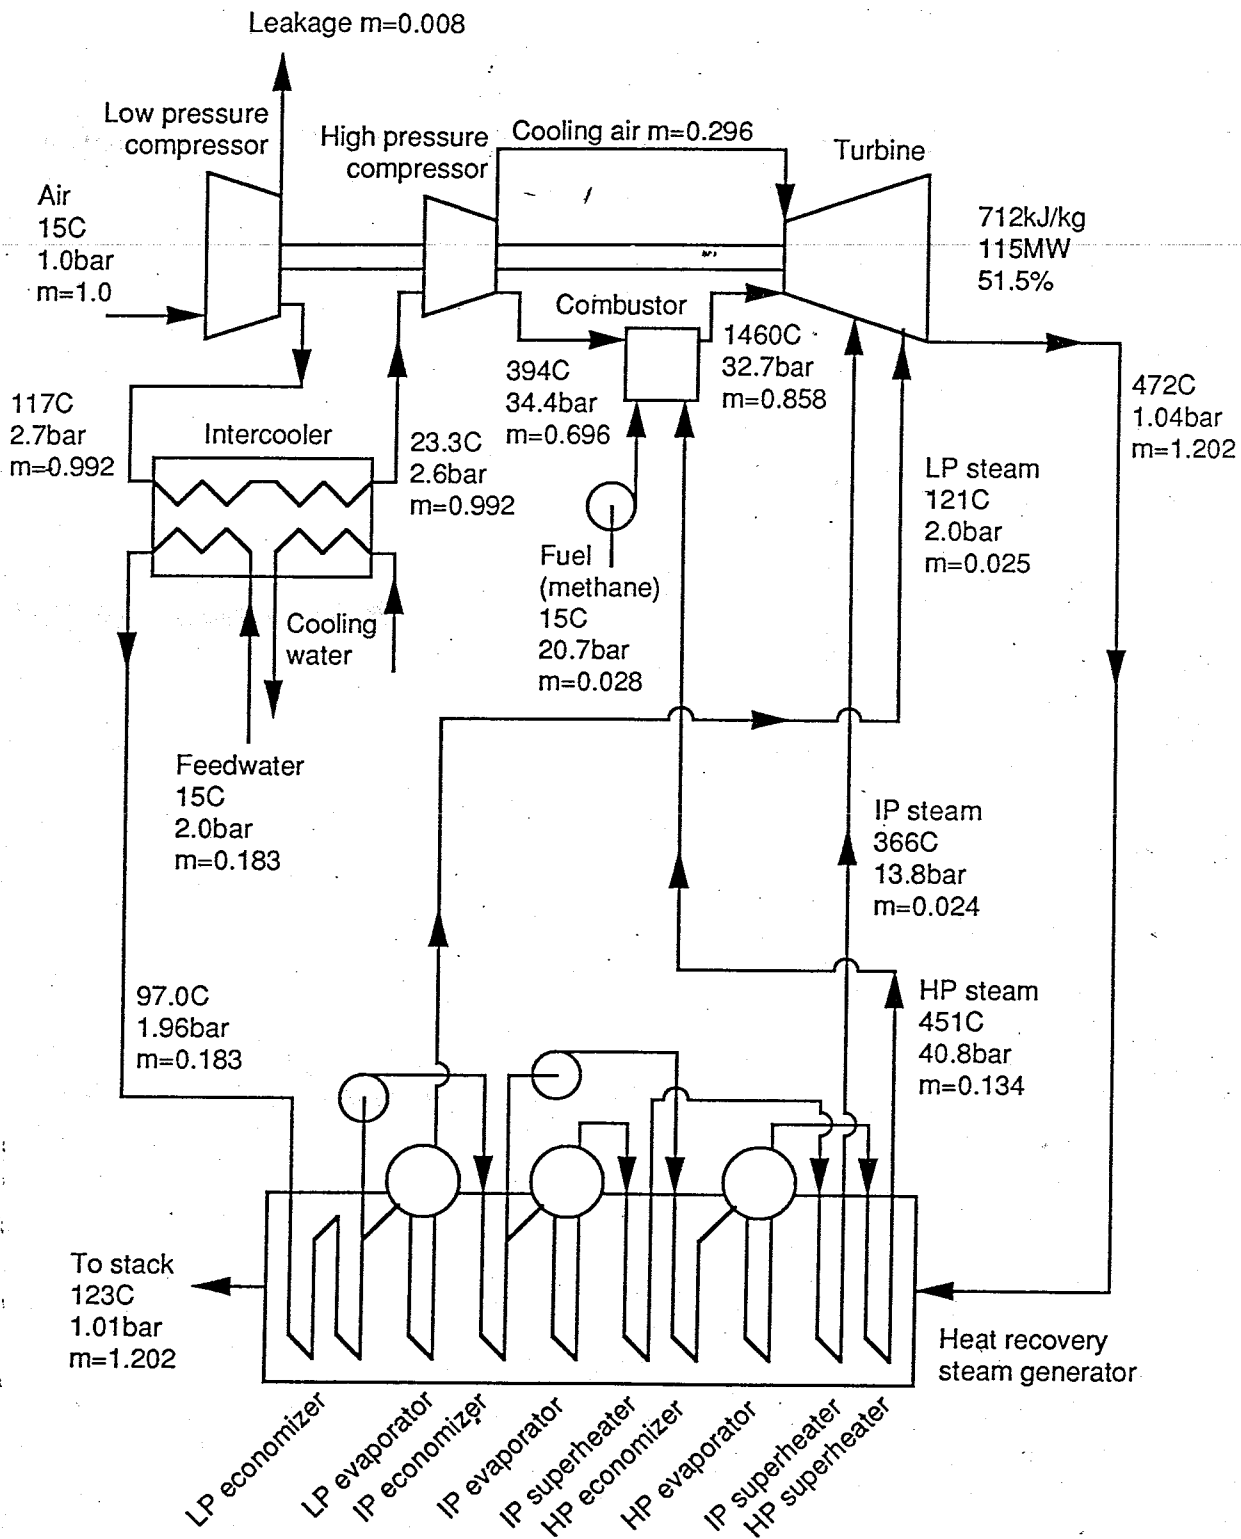 Leakage m=0.008
Low pressure
compressor
High pressure
compressor
Cooling air m=0.296
Turbine
Air
15C
1.0bar
m=1.0
712kJ/kg
115MW
51.5%
Combustor
1460C
32.7bar
m=0.858
394C
34.4bar
m=0.696
472C
1.04bar
m=1.202
117C
2.7bar
m=0.992
Intercooler
23.3C
2.6bar
m=0.992
LP steam
121C
2.0bar
m=0.025
Fuel
(methane)
15C
20.7bar
m=0.028
Cooling
water
Feedwater
15C
2.0bar
m=0.183
IP steam
366C
13.8bar
m=0.024
97.0C
1.96bar
m=0.183
HP steam
451C
40.8bar
m=0.134
To stack
123C
1.01bar
m=1.202
Heat recovery
steam generator
LP economizer
LP evaporator
IP economizer
IP evaporator
IP superheater
HP economizer
HP evaporator
IP superheater
HP superheater